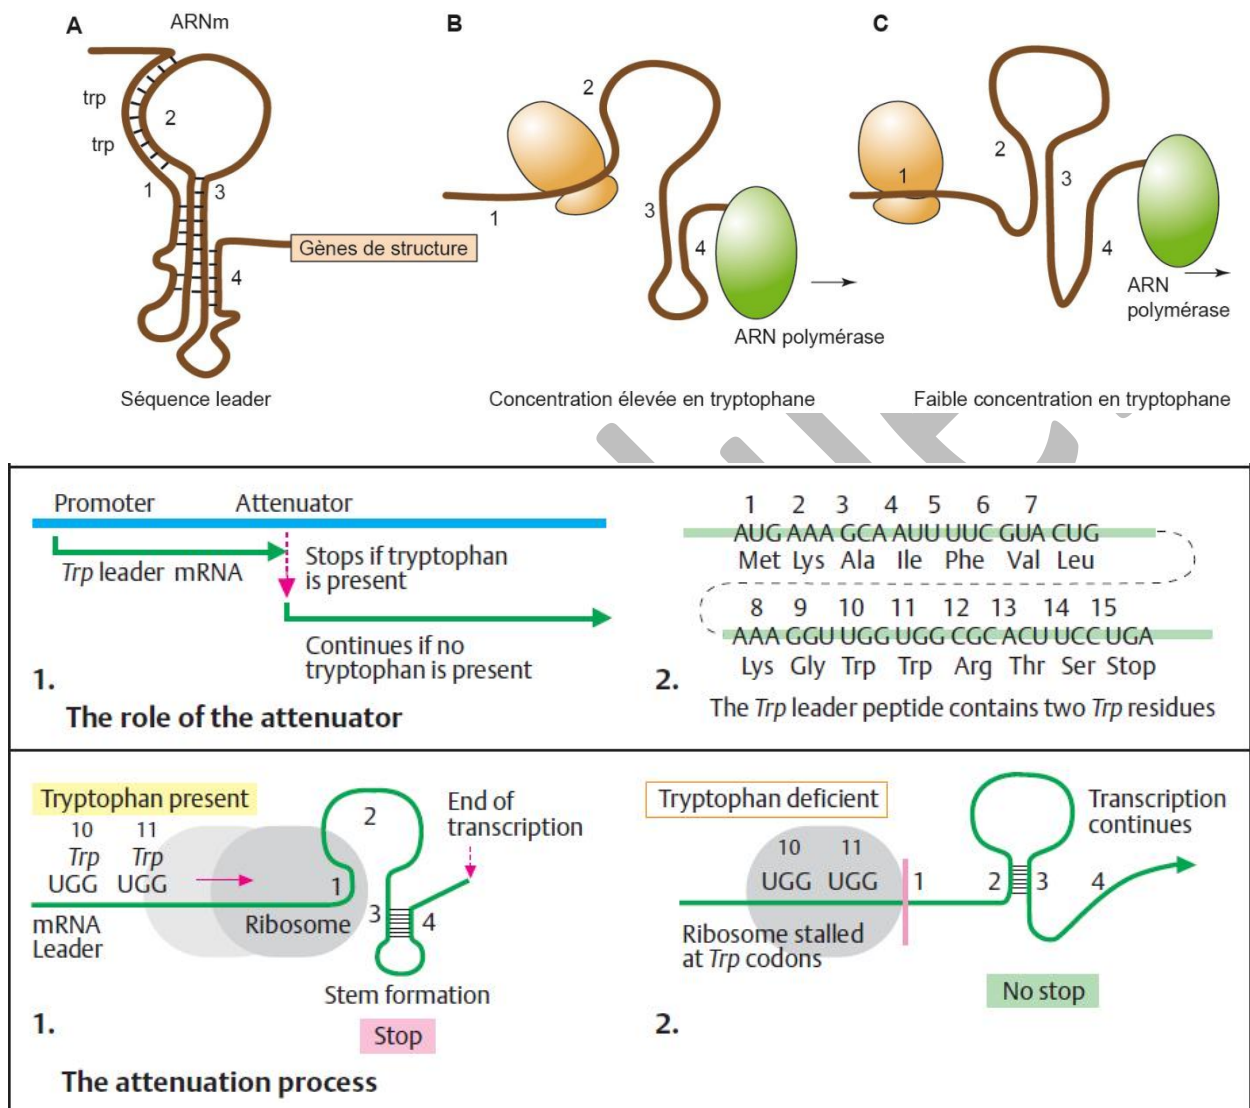 A
ARNm
trp
trp
1
2
3
4
Gènes de structure
Séquence leader
B
2
1
3
4
ARN polymérase
Concentration élevée en tryptophane
C
1
2
3
4
ARN
polymérase
Faible concentration en tryptophane
Promoter
Attenuator
Trp leader mRNA
Stops if tryptophan
is present
Continues if no
tryptophan is present
1.
The role of the attenuator
1 2 3 4 5 6 7
AUG AAA GCA AUU UUC GUA CUG
Met Lys Ala Ile Phe Val Leu
8 9 10 11 12 13 14 15
AAA GGU UGG UGG CGC ACU UCC UGA
Lys Gly Trp Trp Arg Thr Ser Stop
2.
The Trp leader peptide contains two Trp residues
Tryptophan present
10 11
Trp Trp
UGG UGG
mRNA
Leader
Ribosome
1
2
3
4
End of
transcription
Stem formation
Stop
1.
The attenuation process
Tryptophan deficient
10 11
UGG UGG
1
2
3
4
Transcription
continues
Ribosome stalled
at Trp codons
No stop
2.